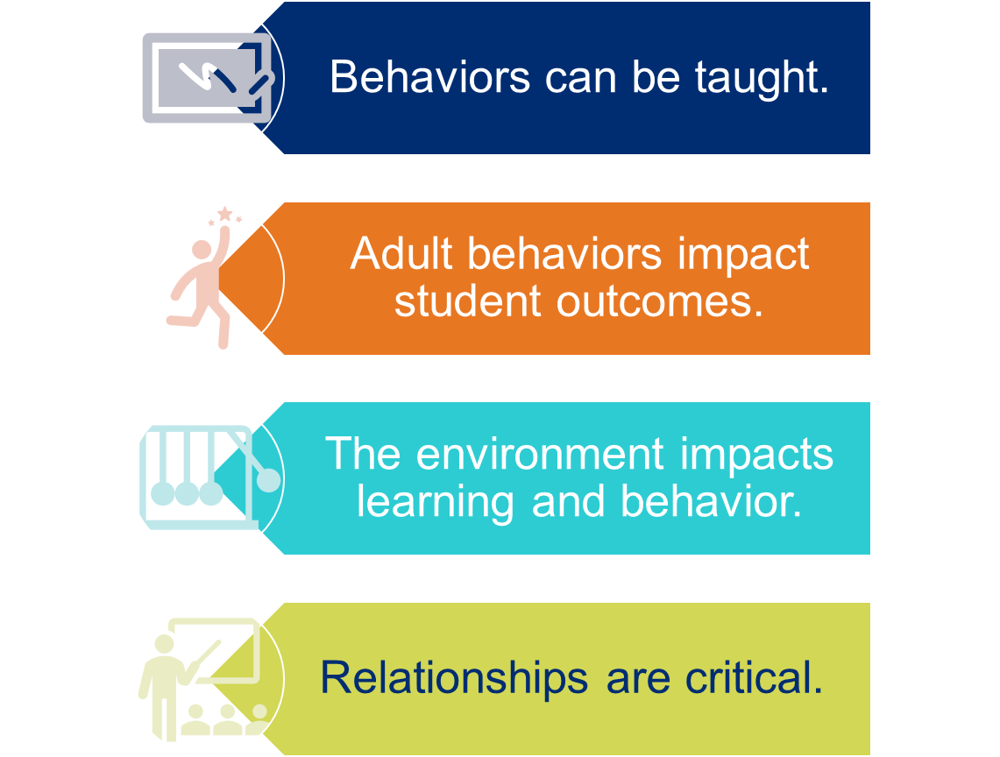 Behaviors can be taught.
Adult behaviors impact
student outcomes.
The environment impacts
learning and behavior.
Relationships are critical.